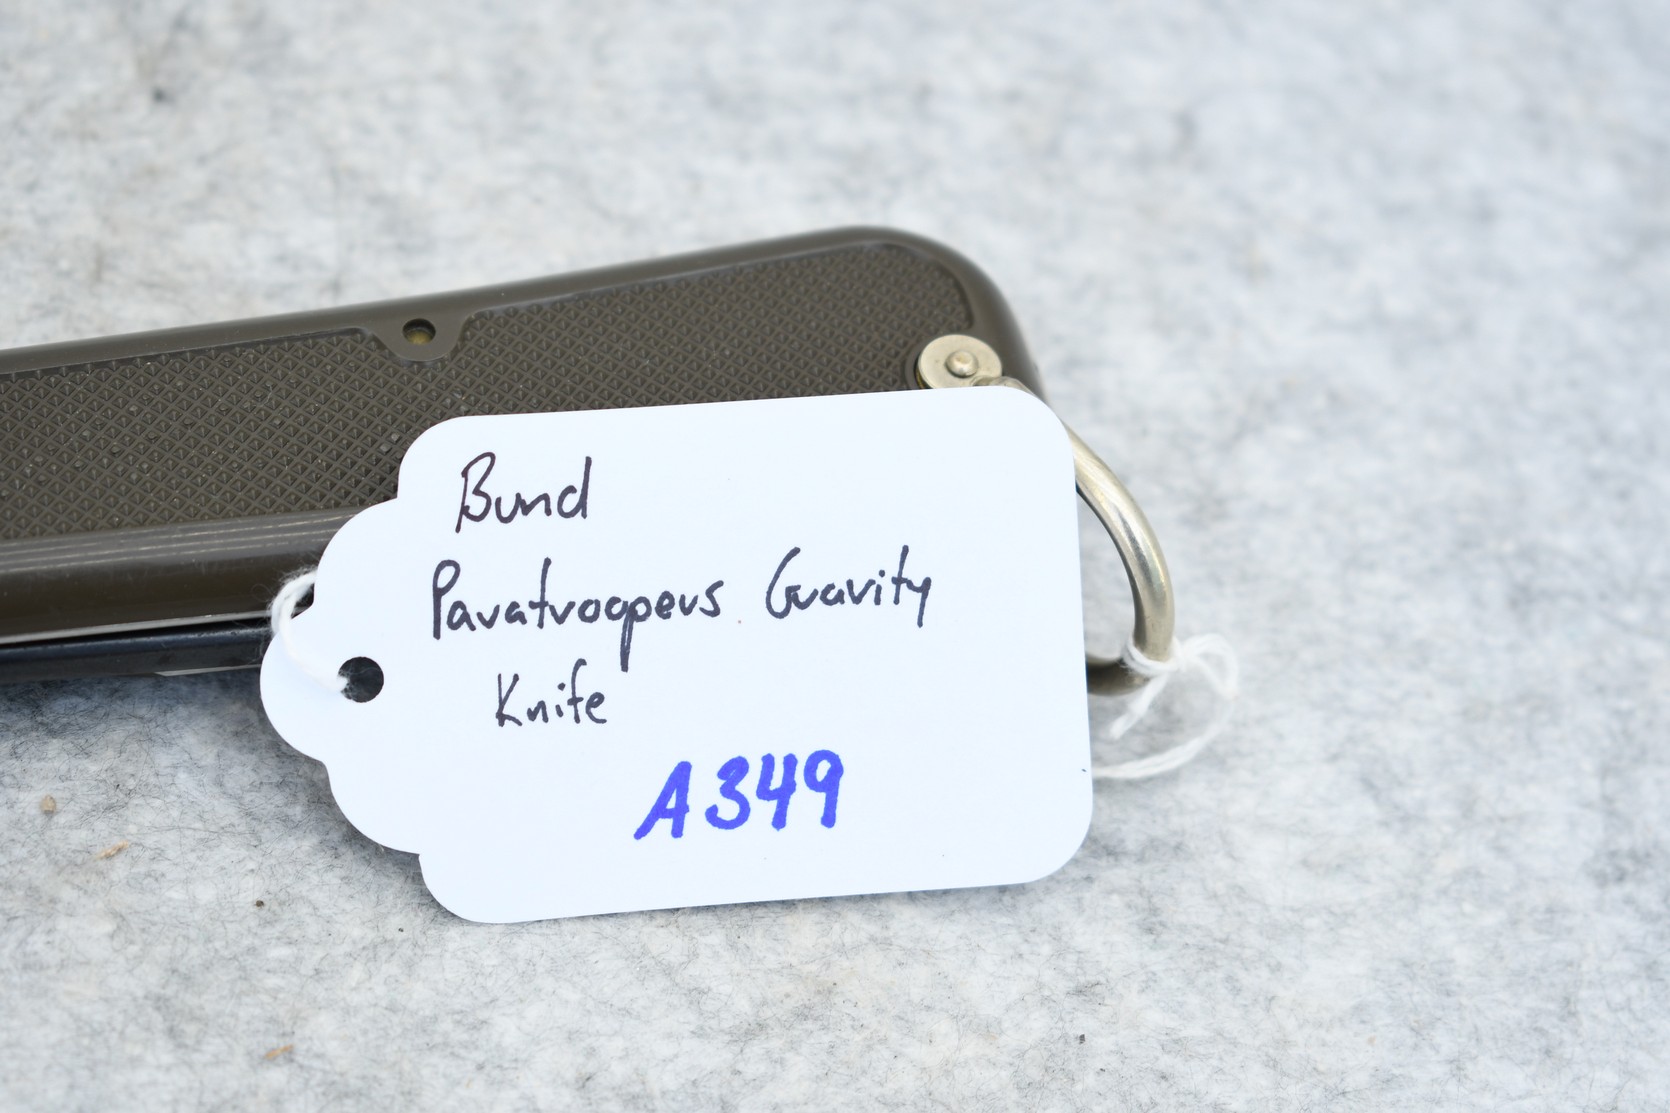 Bund
Paratroopers Gravity
Knife
A349